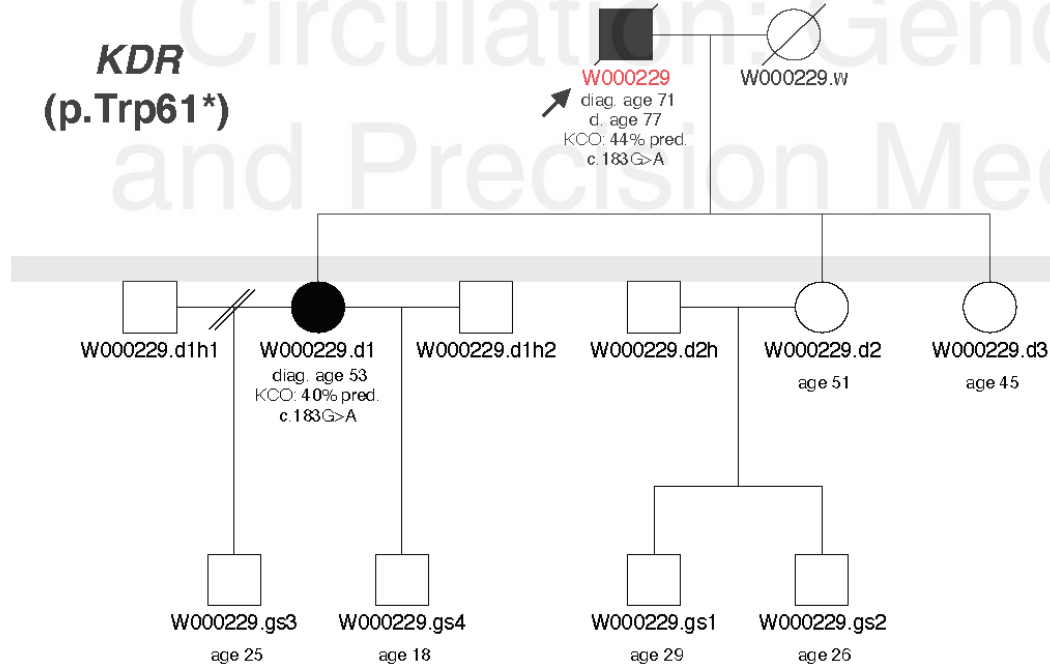 Circulation: Geno
and Precision Med
KDR
(p.Trp61*)
W000229
diag. age 71
d. age 77
KCO: 44% pred.
c.183G>A
W000229.w
W000229.d1h1
W000229.d1
diag. age 53
KCO: 40% pred.
c.183G>A
W000229.d1h2
W000229.d2h
W000229.d2
age 51
W000229.d3
age 45
W000229.gs3
age 25
W000229.gs4
age 18
W000229.gs1
age 29
W000229.gs2
age 26